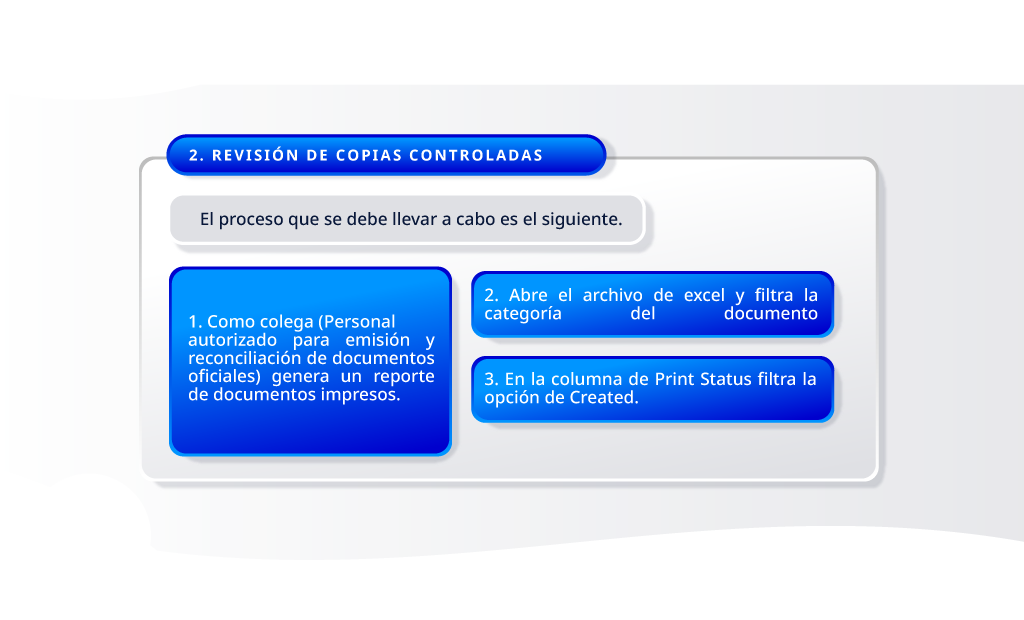 2. REVISIÓN DE COPIAS CONTROLADAS
El proceso que se debe llevar a cabo es el siguiente.
1. Como colega (Personal
autorizado para emisión y
reconciliación de documentos
oficiales) genera un reporte
de documentos impresos.
2. Abre el archivo de excel y filtra la
categoría del documento
3. En la columna de Print Status filtra la
opción de Created.